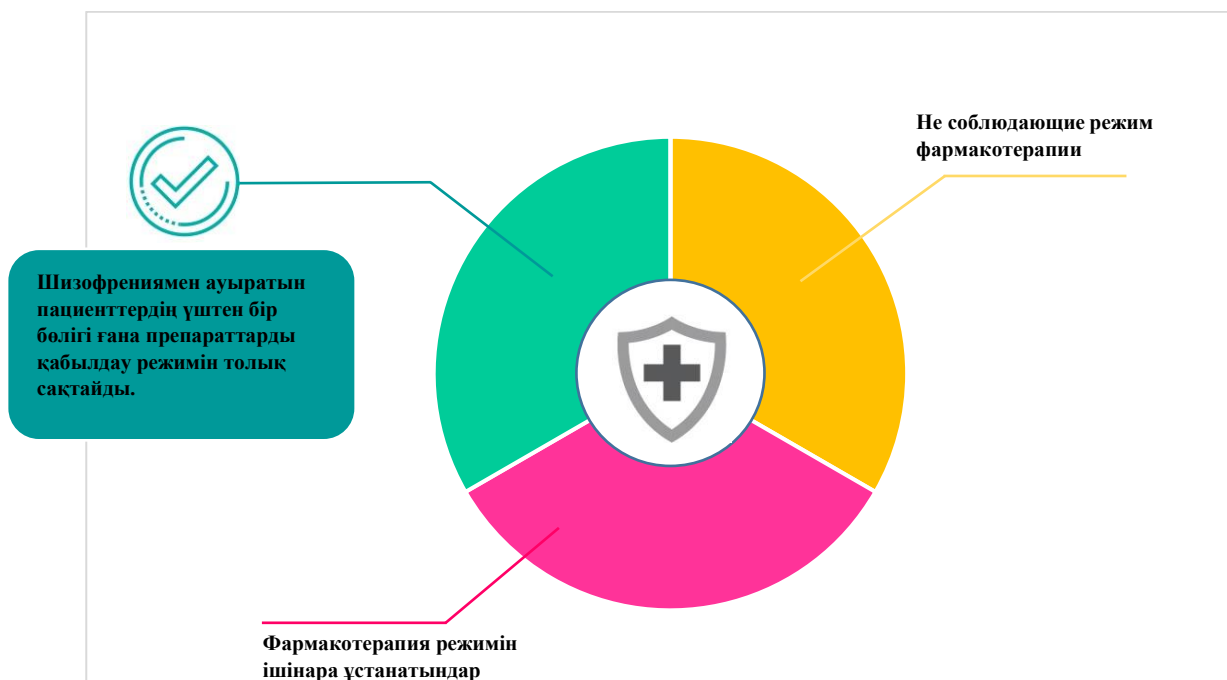 Не соблюдающие режим
фармакотерапии
Шизофрениямен ауыратын
пациенттердің үштен бір
бөлігі ғана препараттарды
қабылдау режимін толық
сақтайды.
Фармакотерапия режимін
ішінара ұстанатындар